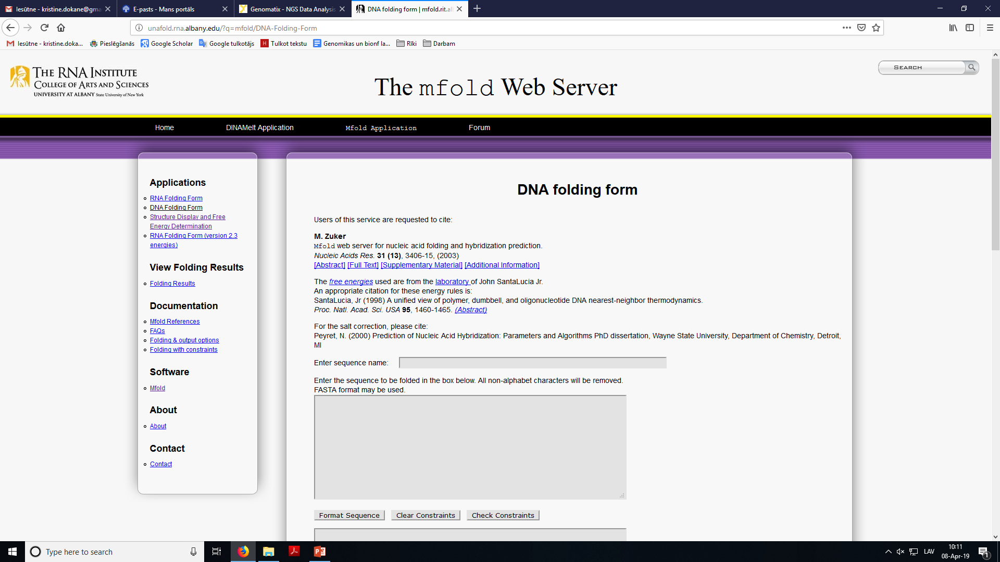 Iesūtne - kristine.dokane@gma
E-pasts - Mans portāls
Genomatix - NGS Data Analysis
DNA folding form | mfold.rit.al
unafold.rna.albany.edu/?q=mfold/DNA-Folding-Form
Iesūtne - kristine.doka...
Pieslēgšanās
Google Scholar
Google tulkotājs
Tulkot tekstu
Genomikas un bionf la...
Rīki
Darbam
THE RNA INSTITUTE
COLLEGE OF ARTS AND SCIENCES
UNIVERSITY AT ALBANY State University of New York
The mfold Web Server
SEARCH
Home
DINAMelt Application
Mfold Application
Forum
Applications
RNA Folding Form
DNA Folding Form
Structure Display and Free
Energy Determination
RNA Folding Form (version 2.3
energies)
View Folding Results
Folding Results
Documentation
Mfold References
FAQs
Folding & output options
Folding with constraints
Software
Mfold
About
About
Contact
Contact
DNA folding form
Users of this service are requested to cite:
M. Zuker
Mfold web server for nucleic acid folding and hybridization prediction.
Nucleic Acids Res. 31 (13), 3406-15, (2003)
[Abstract] [Full Text] [Supplementary Material] [Additional Information]
The free energies used are from the laboratory of John SantaLucia Jr.
An appropriate citation for these energy rules is:
SantaLucia, Jr (1998) A unified view of polymer, dumbbell, and oligonucleotide DNA nearest-neighbor thermodynamics.
Proc. Natl. Acad. Sci. USA 95, 1460-1465. (Abstract)
For the salt correction, please cite:
Peyret, N. (2000) Prediction of Nucleic Acid Hybridization: Parameters and Algorithms PhD dissertation, Wayne State University, Department of Chemistry, Detroit,
MI
Enter sequence name:
Enter the sequence to be folded in the box below. All non-alphabet characters will be removed.
FASTA format may be used.
Format Sequence
Clear Constraints
Check Constraints
Type here to search
LAV
10:11
08-Apr-19
1